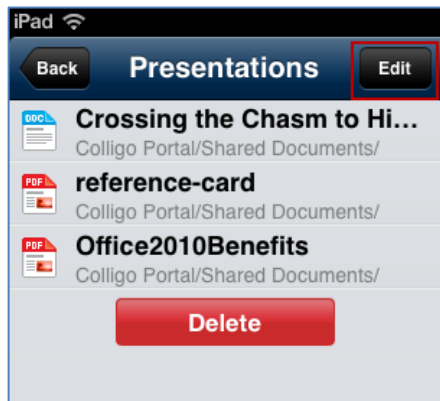 iPad
Back Presentations Edit
DOC Crossing the Chasm to Hi...
Colligo Portal/Shared Documents/
PDF reference-card
Colligo Portal/Shared Documents/
PDF Office2010Benefits
Colligo Portal/Shared Documents/
Delete